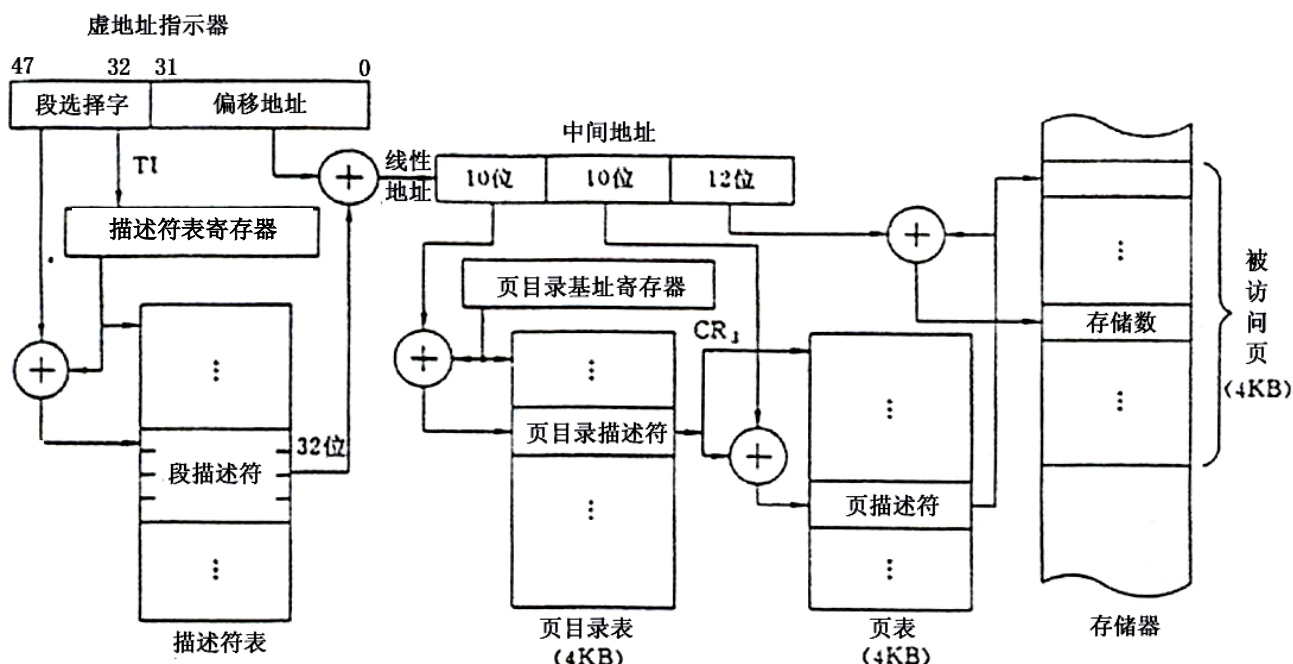 虚地址指示器
47 32 31 0
段选择字 偏移地址
TI
描述符表寄存器
线性
地址
中间地址
10位 10位 12位
页目录基址寄存器
CR₃
⋮
段描述符
32位
⋮
描述符表
⋮
页目录描述符
⋮
页目录表
(4KB)
⋮
页描述符
⋮
页表
(4KB)
⋮
存储数
⋮
存储器
被访问页
(4KB)